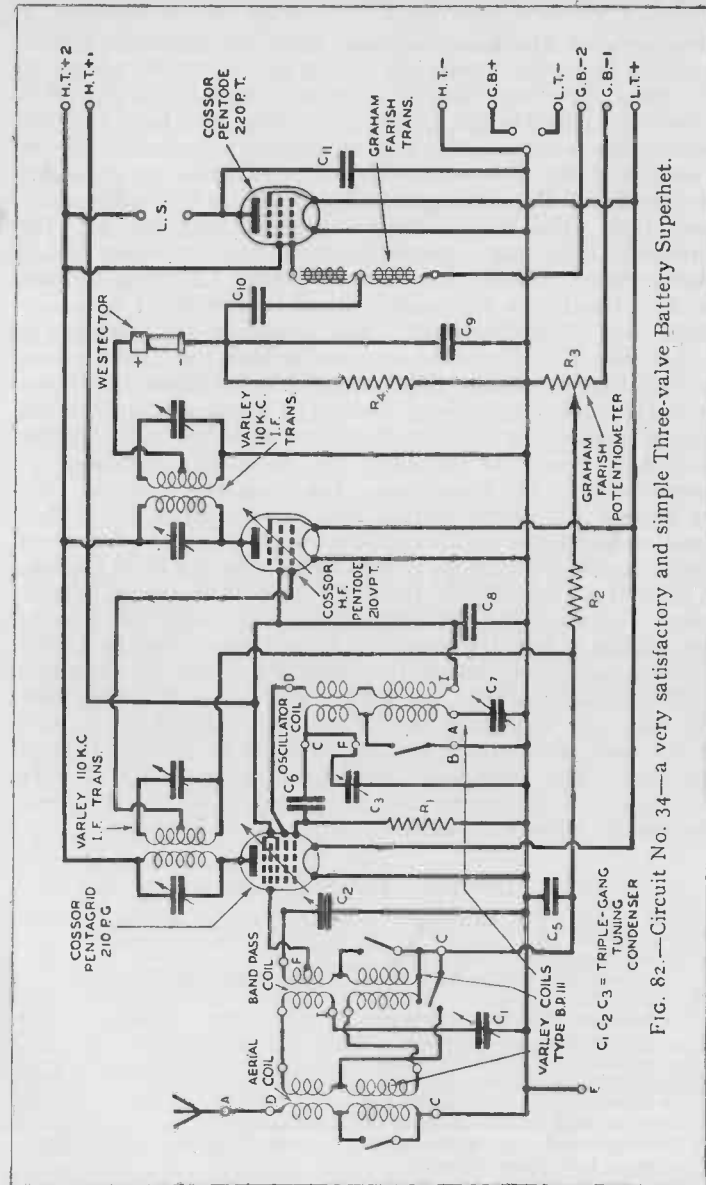 H.T.+2
H.T.+1
H.T.-
G.B.+
L.T.-
G.B.-2
G.B.-1
L.T.+
COSSOR
PENTODE
220 P.T.
L.S.
C11
GRAHAM
FARISH
TRANS.
WESTECTOR
+
-
C10
C9
R4
R3
GRAHAM
FARISH
POTENTIOMETER
VARLEY
110 K.C.
I.F.
TRANS.
COSSOR
H.F.
PENTODE
210 V.P.T.
C8
R2
VARLEY 110 K.C
I.F. TRANS.
OSCILLATOR
COIL
D
I
C
F
A
B
C7
C6
C3
R1
COSSOR
PENTAGRID
210 P.G
C2
C5
BAND PASS
COIL
F
I
C
C1
AERIAL
COIL
A
D
C
E
VARLEY COILS
TYPE B.P.III
C1 C2 C3 = TRIPLE-GANG
TUNING
CONDENSER
FIG. 82.—Circuit No. 34—a very satisfactory and simple Three-valve Battery Superhet.